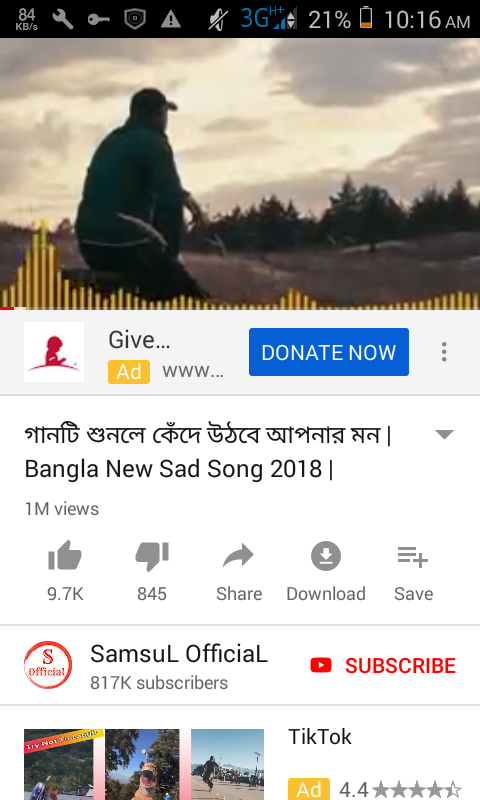 84
KB/s
3G H+ 21% 10:16 AM
Give...
Ad www...
DONATE NOW
গানটি শুনলে কেঁদে উঠবে আপনার মন |
Bangla New Sad Song 2018 |
1M views
9.7K 845 Share Download Save
S
Official
SamsuL OfficiaL
817K subscribers
SUBSCRIBE
Try Not To Laugh
TikTok
Ad 4.4